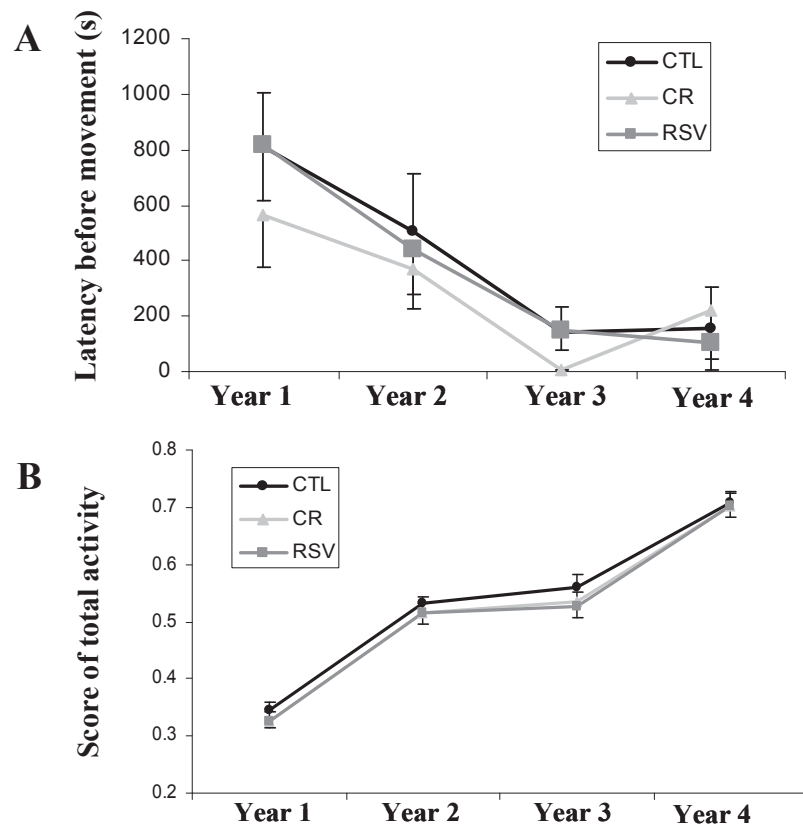 A
Latency before movement (s)
1200
1000
800
600
400
200
0
CTL
CR
RSV
Year 1
Year 2
Year 3
Year 4
B
Score of total activity
0.8
0.7
0.6
0.5
0.4
0.3
0.2
CTL
CR
RSV
Year 1
Year 2
Year 3
Year 4